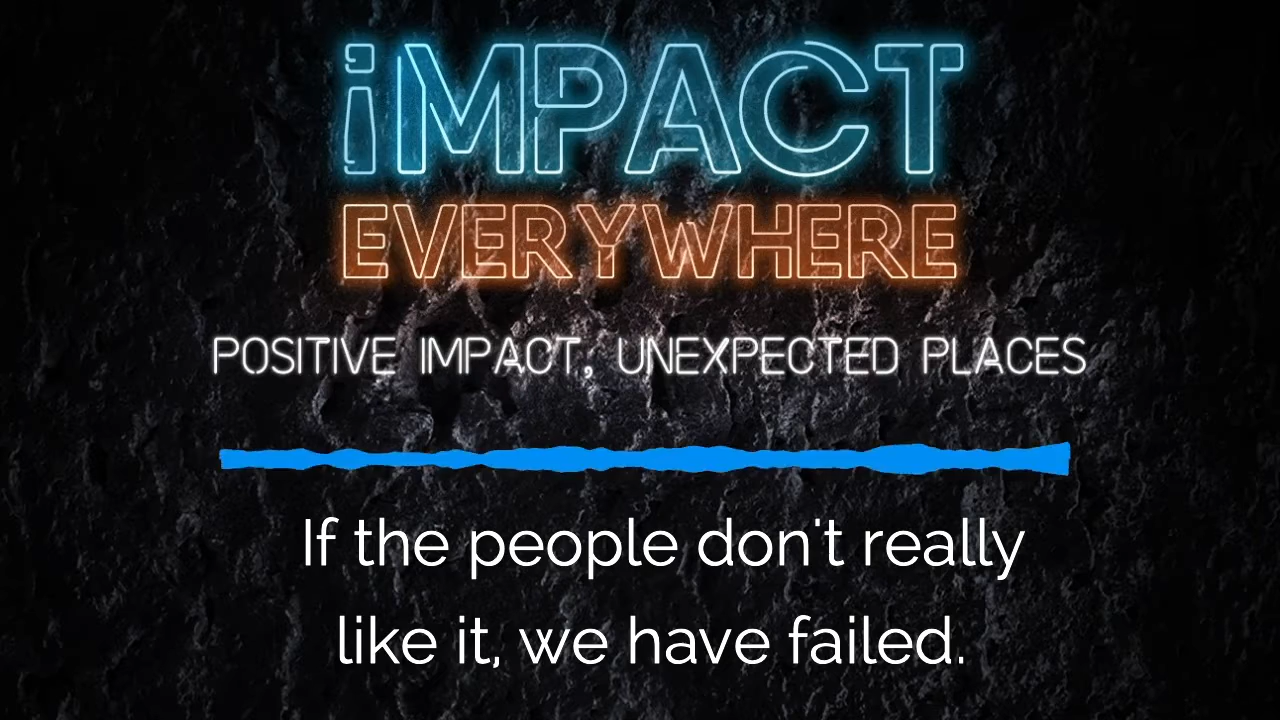 iMPACT
EVERYWHERE
POSITIVE IMPACT, UNEXPECTED PLACES
If the people don't really
like it, we have failed.